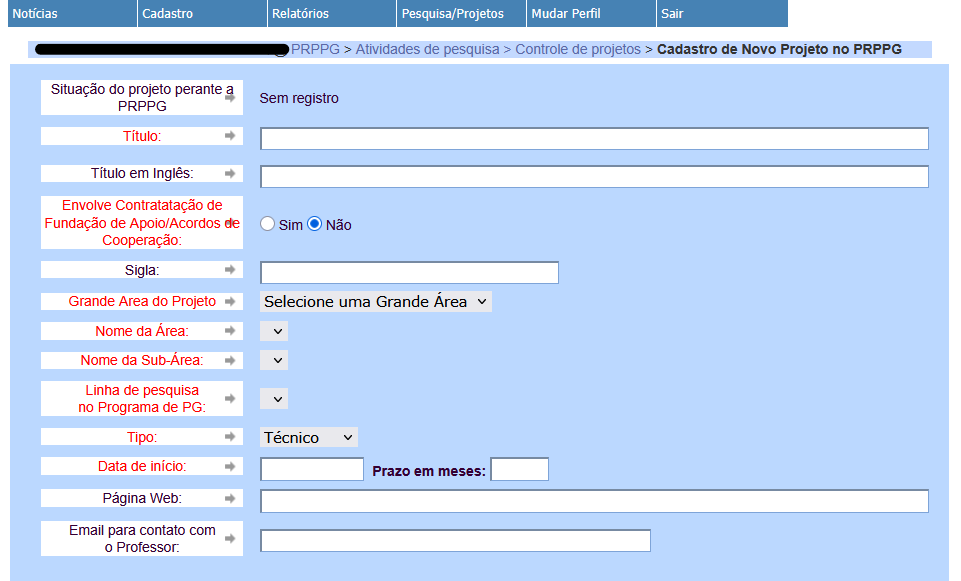 Notícias Cadastro Relatórios Pesquisa/Projetos Mudar Perfil Sair
PRPPG > Atividades de pesquisa > Controle de projetos > Cadastro de Novo Projeto no PRPPG
Situação do projeto perante a
PRPPG
Sem registro
Título:
Título em Inglês:
Envolve Contratatação de
Fundação de Apoio/Acordos de
Cooperação:
Sim Não
Sigla:
Grande Area do Projeto Selecione uma Grande Área
Nome da Área:
Nome da Sub-Área:
Linha de pesquisa
no Programa de PG:
Tipo: Técnico
Data de início: Prazo em meses:
Página Web:
Email para contato com
o Professor: